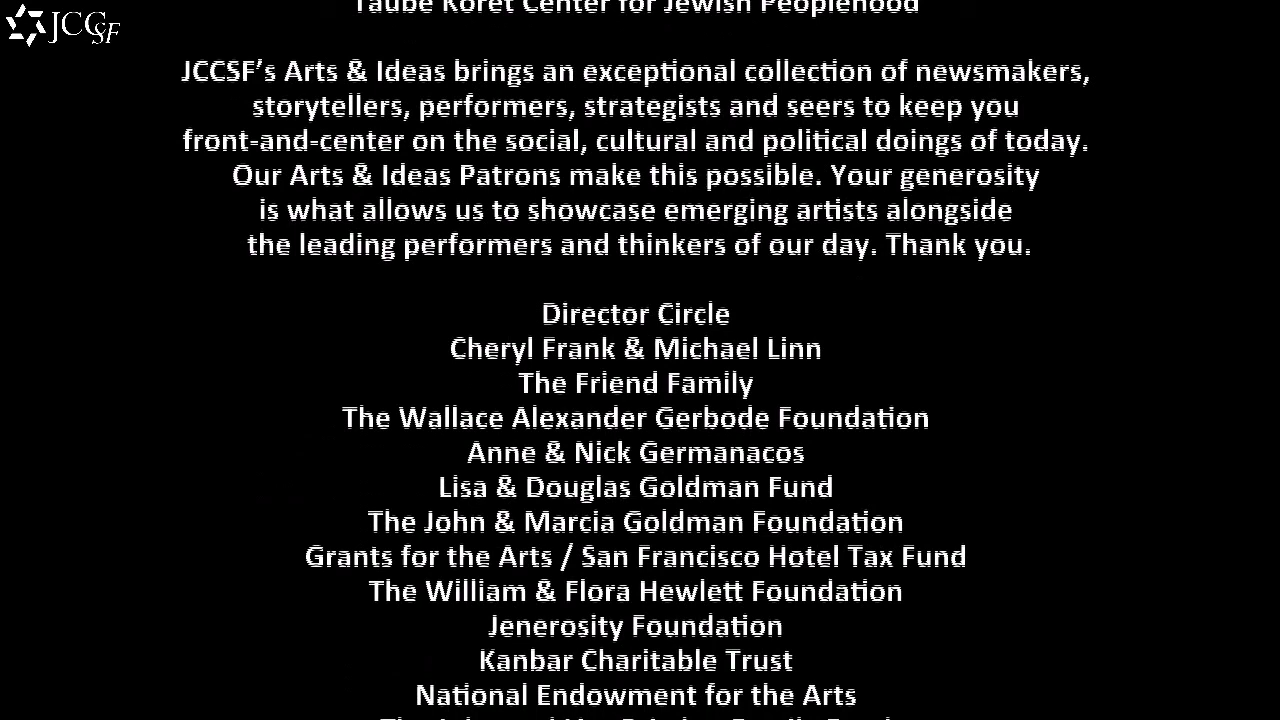 Taube Koret Center for Jewish Peoplehood
JCCSF
JCCSF's Arts & Ideas brings an exceptional collection of newsmakers,
storytellers, performers, strategists and seers to keep you
front-and-center on the social, cultural and political doings of today.
Our Arts & Ideas Patrons make this possible. Your generosity
is what allows us to showcase emerging artists alongside
the leading performers and thinkers of our day. Thank you.
Director Circle
Cheryl Frank & Michael Linn
The Friend Family
The Wallace Alexander Gerbode Foundation
Anne & Nick Germanacos
Lisa & Douglas Goldman Fund
The John & Marcia Goldman Foundation
Grants for the Arts / San Francisco Hotel Tax Fund
The William & Flora Hewlett Foundation
Jenerosity Foundation
Kanbar Charitable Trust
National Endowment for the Arts